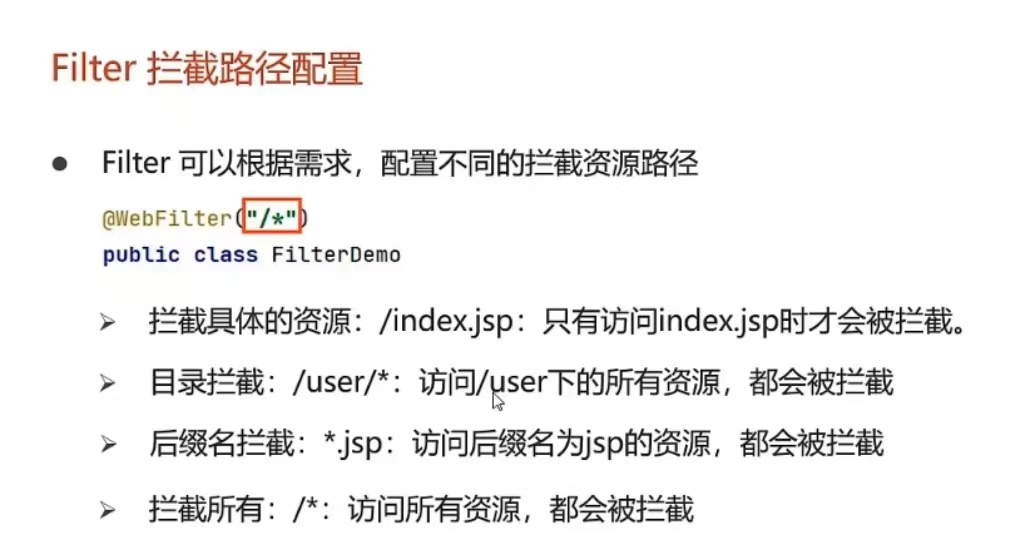 Filter 拦截路径配置
● Filter 可以根据需求，配置不同的拦截资源路径
@WebFilter("/*")
public class FilterDemo
➢ 拦截具体的资源：/index.jsp：只有访问index.jsp时才会被拦截。
➢ 目录拦截：/user/*：访问/user下的所有资源，都会被拦截
➢ 后缀名拦截：*.jsp：访问后缀名为jsp的资源，都会被拦截
➢ 拦截所有：/*：访问所有资源，都会被拦截